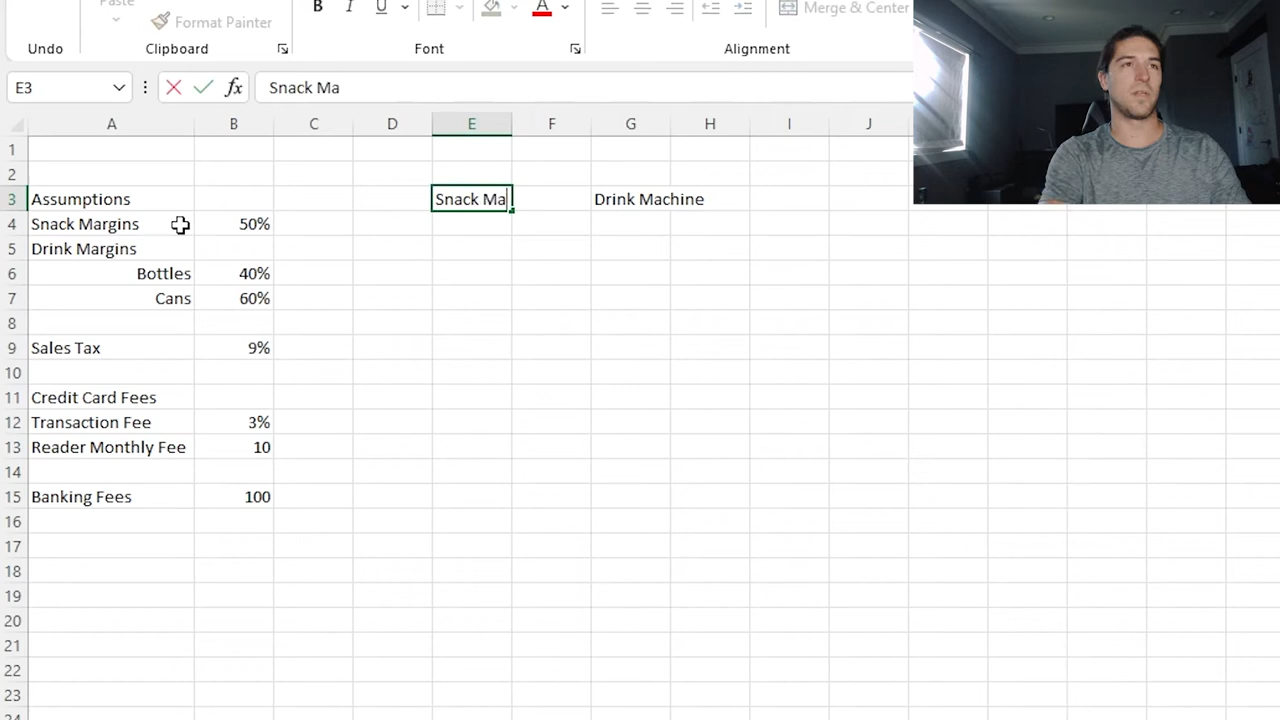 Paste
Format Painter
B I U A
Merge & Center
Undo Clipboard Font Alignment
E3 fx Snack Ma
A B C D E F G H I J
1
2
3 Assumptions Snack Ma Drink Machine
4 Snack Margins 50%
5 Drink Margins
6 Bottles 40%
7 Cans 60%
8
9 Sales Tax 9%
10
11 Credit Card Fees
12 Transaction Fee 3%
13 Reader Monthly Fee 10
14
15 Banking Fees 100
16
17
18
19
20
21
22
23
24